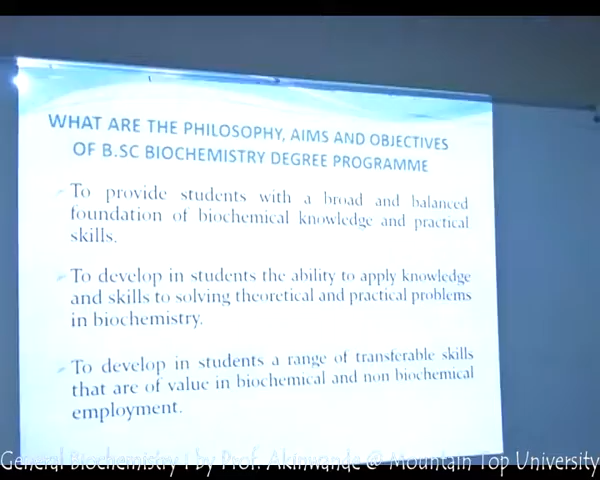 WHAT ARE THE PHILOSOPHY, AIMS AND OBJECTIVES
OF B.SC BIOCHEMISTRY DEGREE PROGRAMME
To provide students with a broad and balanced
foundation of biochemical knowledge and practical
skills.
To develop in students the ability to apply knowledge
and skills to solving theoretical and practical problems
in biochemistry.
To develop in students a range of transferable skills
that are of value in biochemical and non biochemical
employment.
General Biochemistry I by Prof. Akinwande @ Mountain Top University